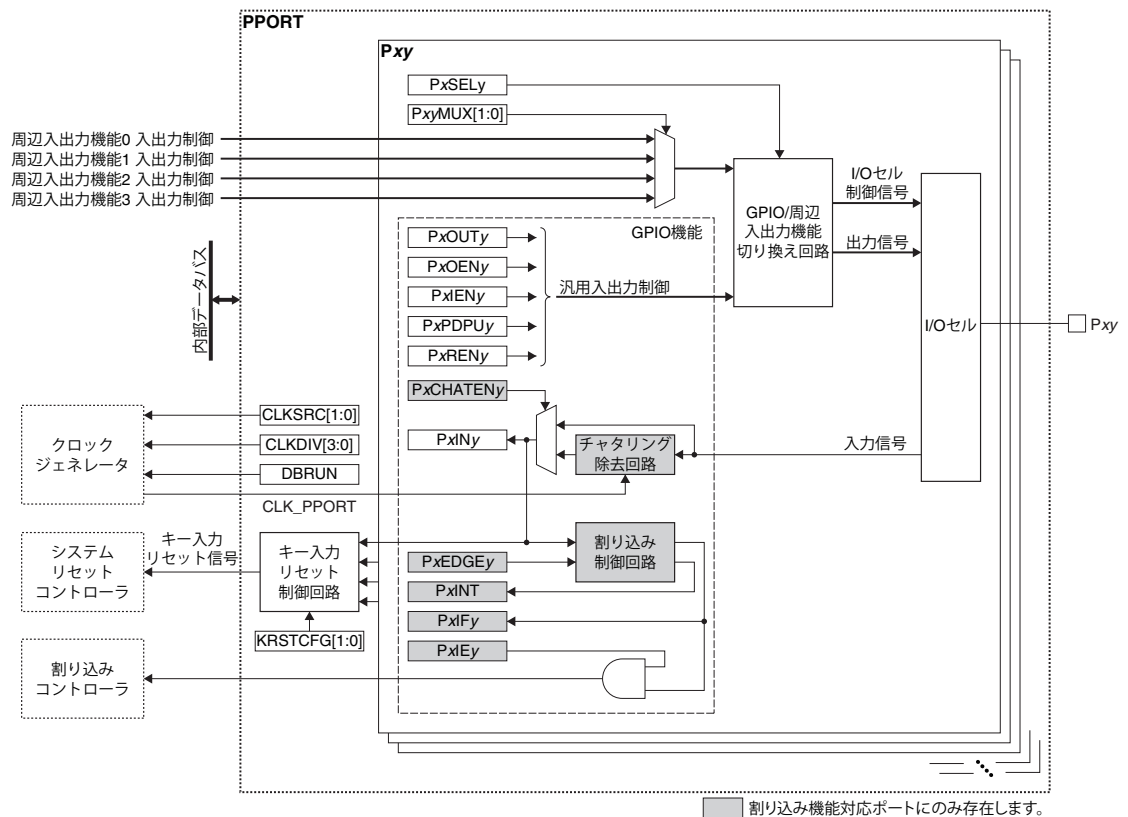 PPORT
Pxy
PxSELy
PxyMUX[1:0]
周辺入出力機能0 入出力制御
周辺入出力機能1 入出力制御
周辺入出力機能2 入出力制御
周辺入出力機能3 入出力制御
GPIO/周辺
入出力機能
切り換え回路
I/Oセル
制御信号
出力信号
I/Oセル
Pxy
GPIO機能
PxOUTy
PxOENy
PxIENy
PxPDPUy
PxRENy
汎用入出力制御
内部データバス
PxCHATENy
PxINy
チャタリング
除去回路
入力信号
クロック
ジェネレータ
CLKSRC[1:0]
CLKDIV[3:0]
DBRUN
CLK_PPORT
システム
リセット
コントローラ
キー入力
リセット信号
キー入力
リセット
制御回路
KRSTCFG[1:0]
PxEDGEy
PxINT
PxIFy
PxIEy
割り込み
制御回路
割り込み
コントローラ
割り込み機能対応ポートにのみ存在します。